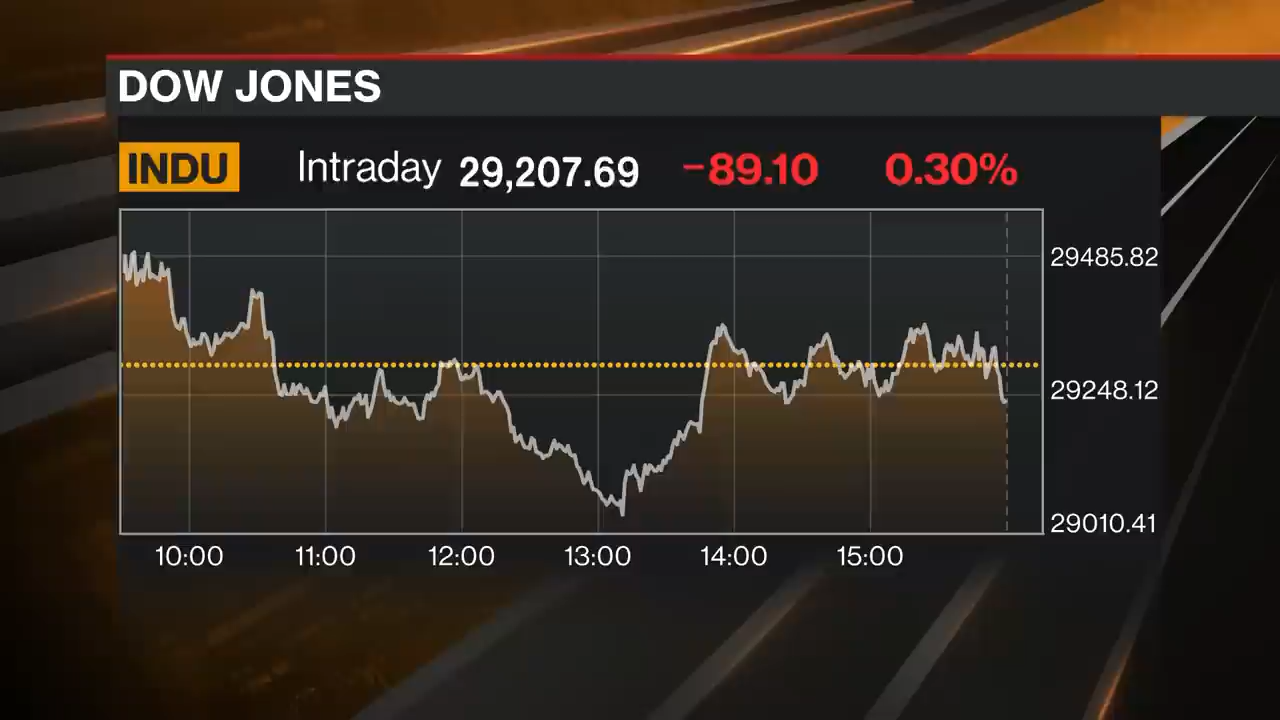 DOW JONES
INDU Intraday 29,207.69 −89.10 0.30%
29485.82
29248.12
29010.41
10:00 11:00 12:00 13:00 14:00 15:00